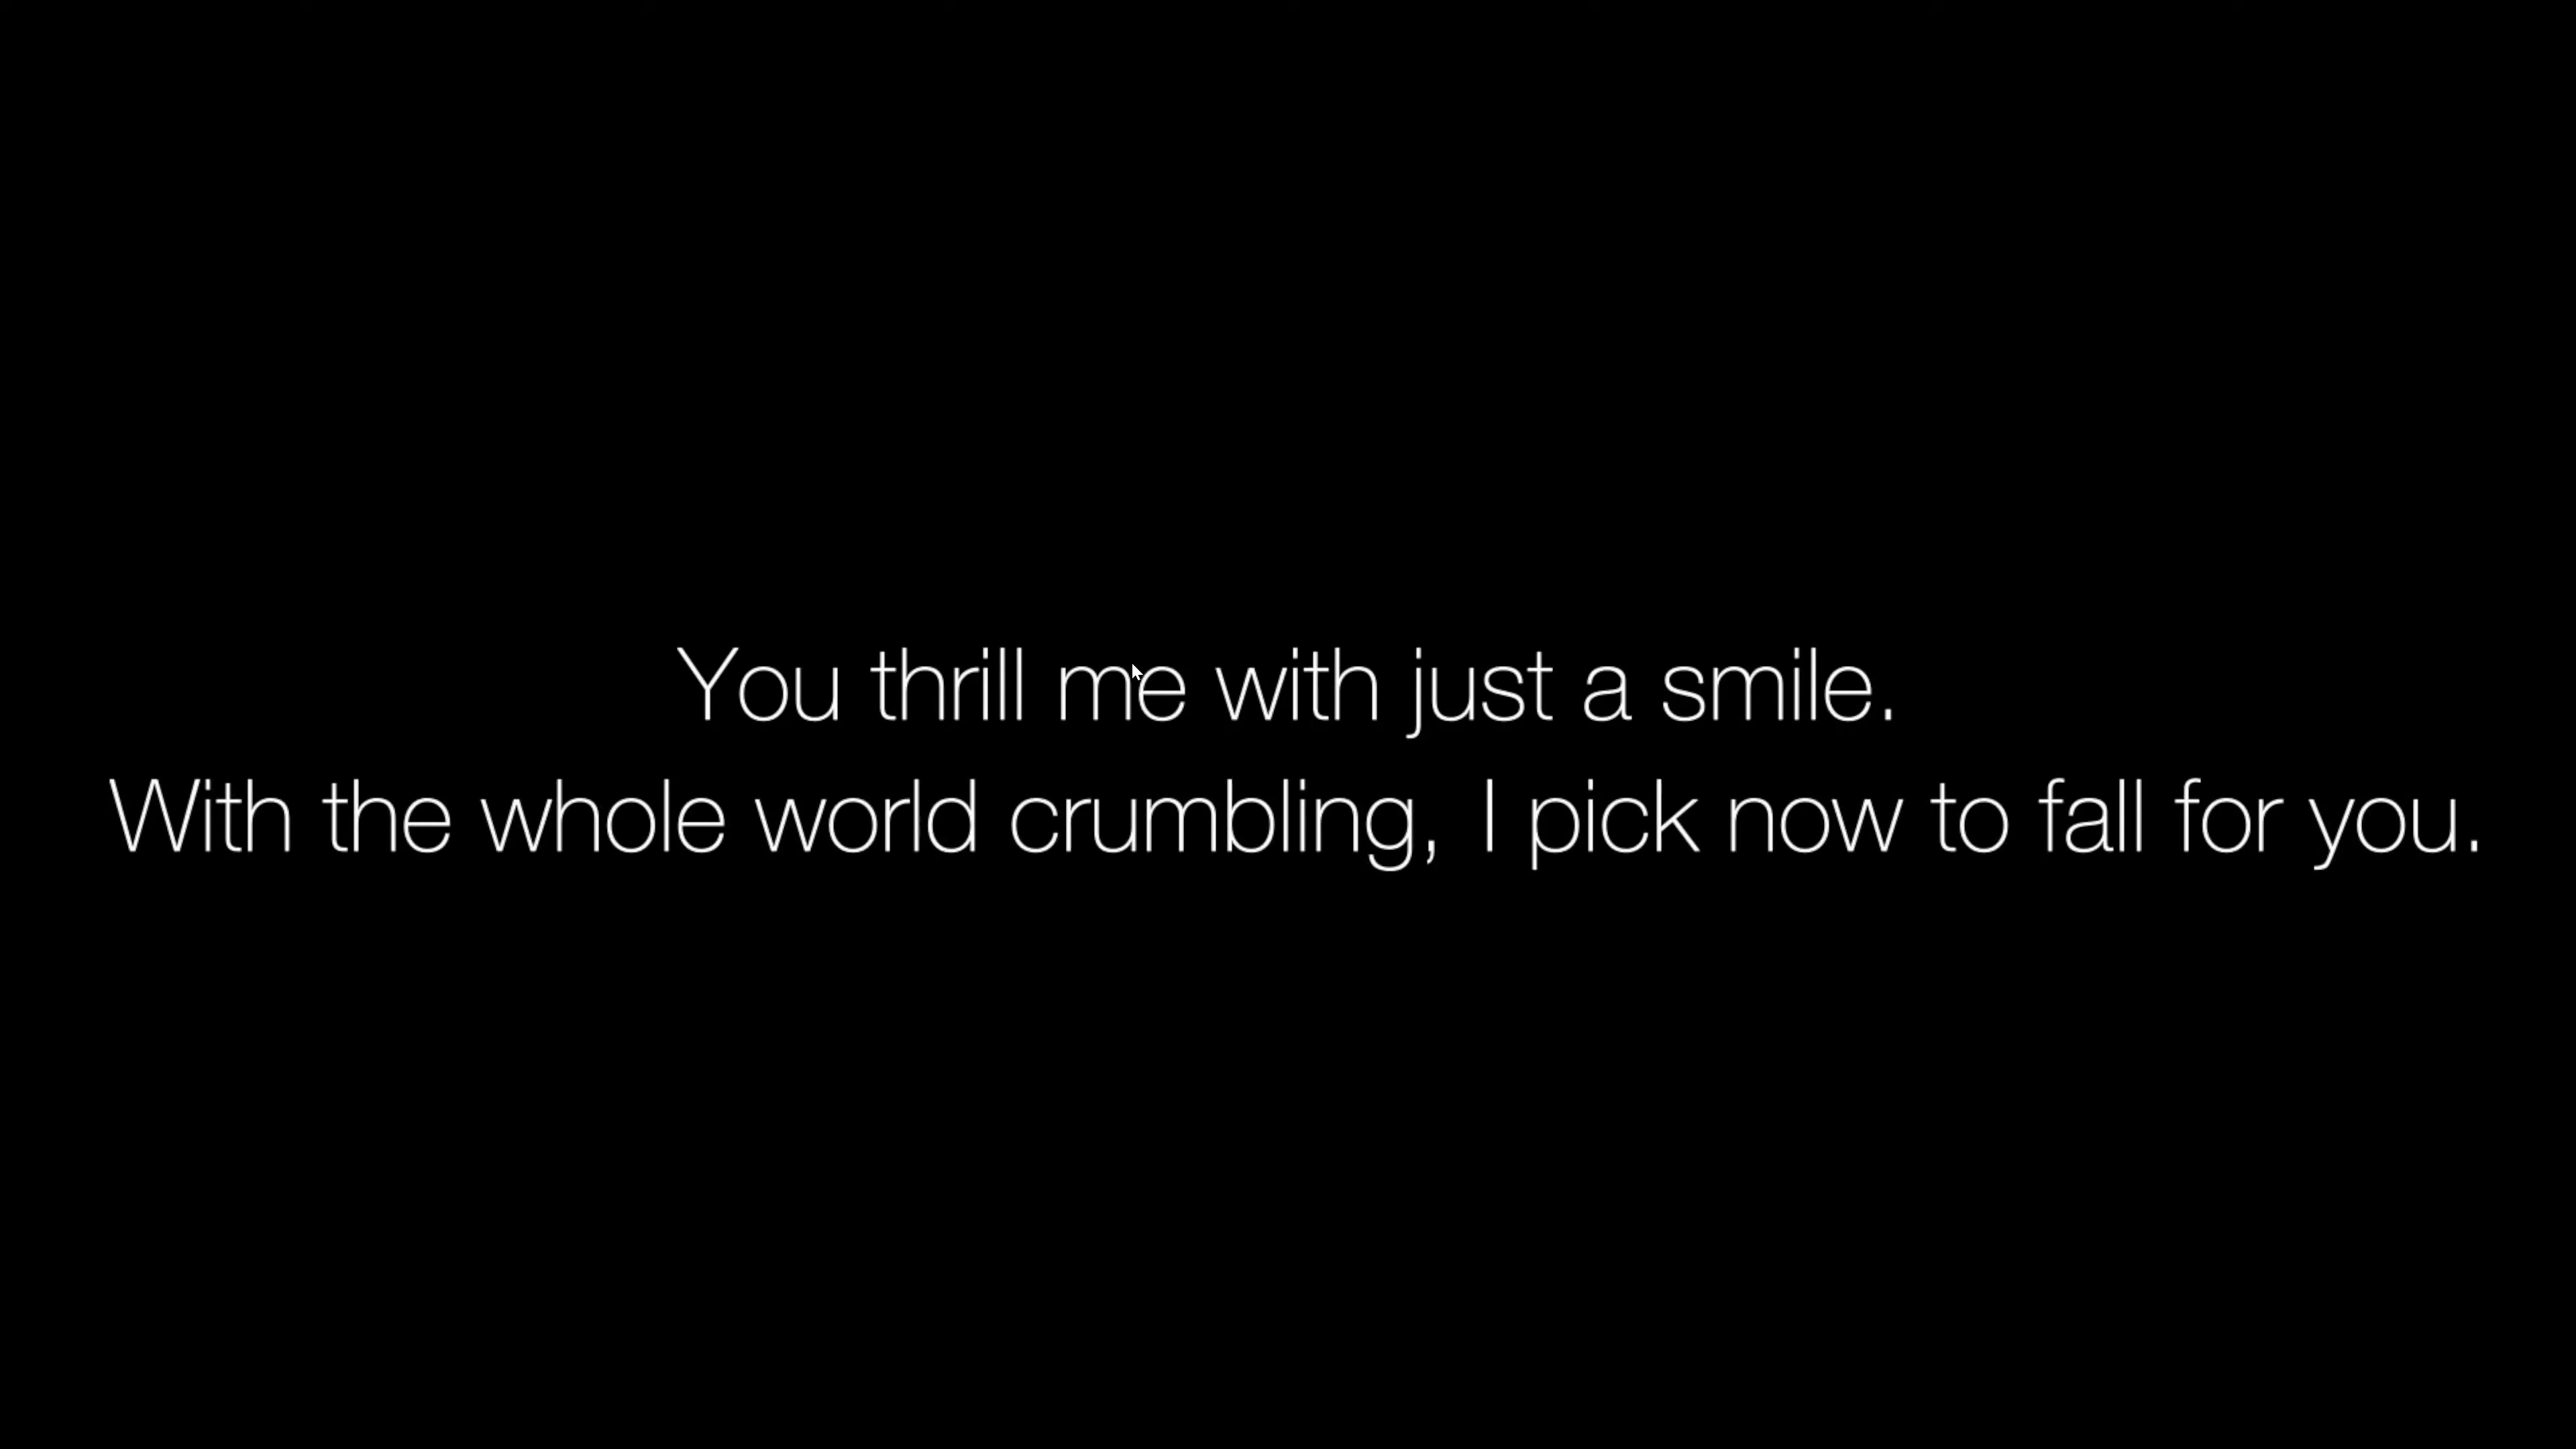 You thrill me with just a smile.
With the whole world crumbling, I pick now to fall for you.